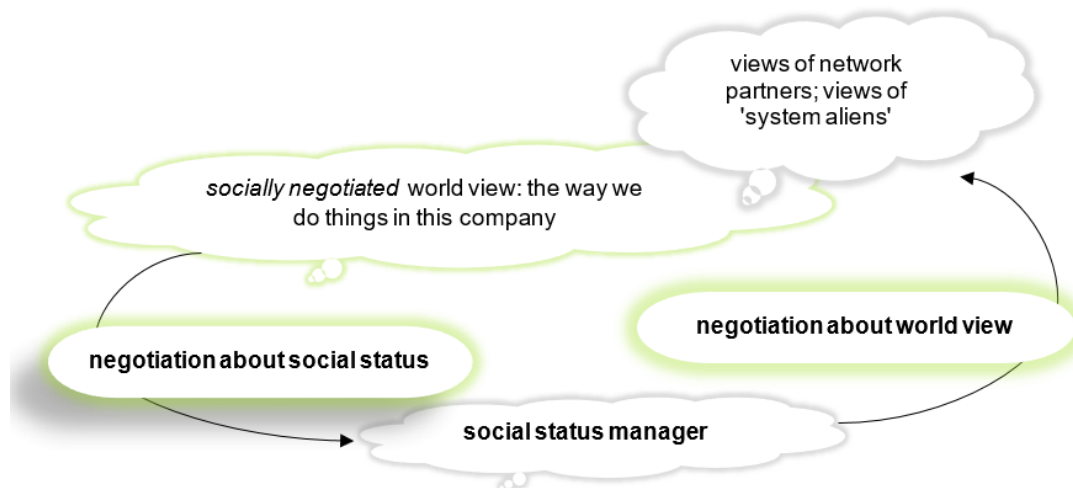 views of network
partners; views of
'system aliens'
socially negotiated world view: the way we
do things in this company
negotiation about world view
negotiation about social status
social status manager